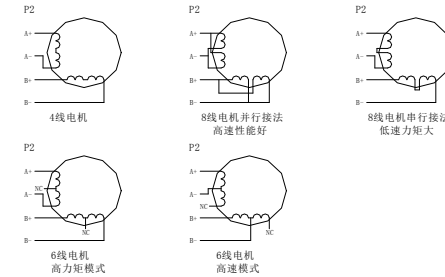 P2
A+
A-
B+
B-
4线电机
P2
A+
A-
B+
B-
8线电机并行接法
高速性能好
P2
A+
A-
B+
B-
8线电机串行接法
低速力矩大
P2
A+
NC
A-
B+
NC
B-
6线电机
高力矩模式
P2
A+
A-
NC
B+
NC
B-
6线电机
高速模式